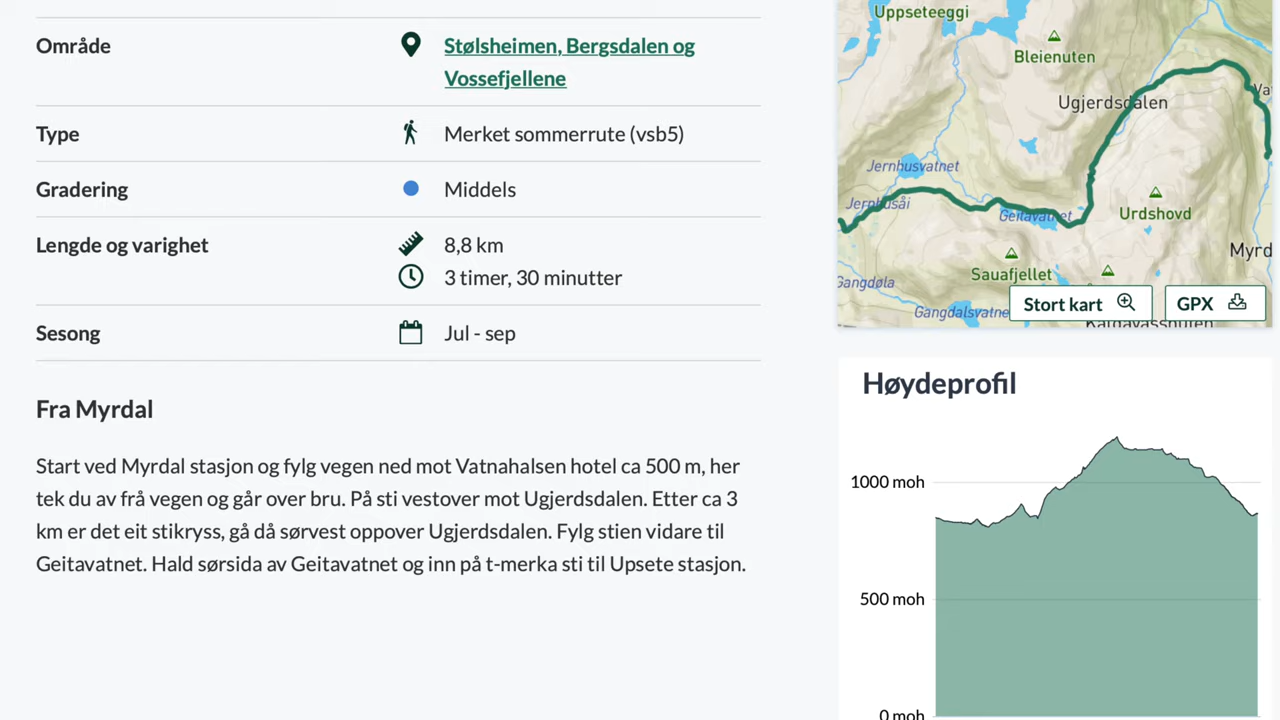 Område
Stølsheimen, Bergsdalen og
Vossefjellene
Type
Merket sommerrute (vsb5)
Gradering
Middels
Lengde og varighet
8,8 km
3 timer, 30 minutter
Sesong
Jul - sep
Fra Myrdal
Start ved Myrdal stasjon og fylg vegen ned mot Vatnahalsen hotel ca 500 m, her
tek du av frå vegen og går over bru. På sti vestover mot Ugjerdsdalen. Etter ca 3
km er det eit stikryss, gå då sørvest oppover Ugjerdsdalen. Fylg stien vidare til
Geitavatnet. Hald sørsida av Geitavatnet og inn på t-merka sti til Upsete stasjon.
Uppseteeggi
Bleienuten
Ugjerdsdalen
Va
Jernhusvatnet
Jernhusåi
Geitavatnet
Urdshovd
Myrd
Sauafjellet
Gangdøla
Gangdalsvatne
Stort kart
GPX
Høydeprofil
1000 moh
500 moh
0 moh